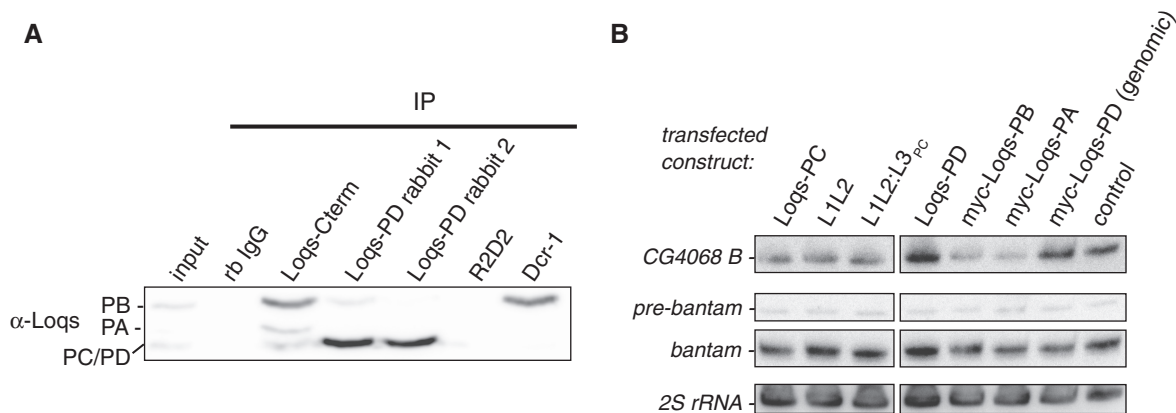 A
IP
input
rb IgG
Loqs-Cterm
Loqs-PD rabbit 1
Loqs-PD rabbit 2
R2D2
Dcr-1
α-Loqs
PB -
PA -
PC/PD
B
transfected
construct:
Loqs-PC
L1L2
L1L2:L3PC
Loqs-PD
myc-Loqs-PB
myc-Loqs-PA
myc-Loqs-PD (genomic)
control
CG4068 B -
pre-bantam -
bantam -
2S rRNA -